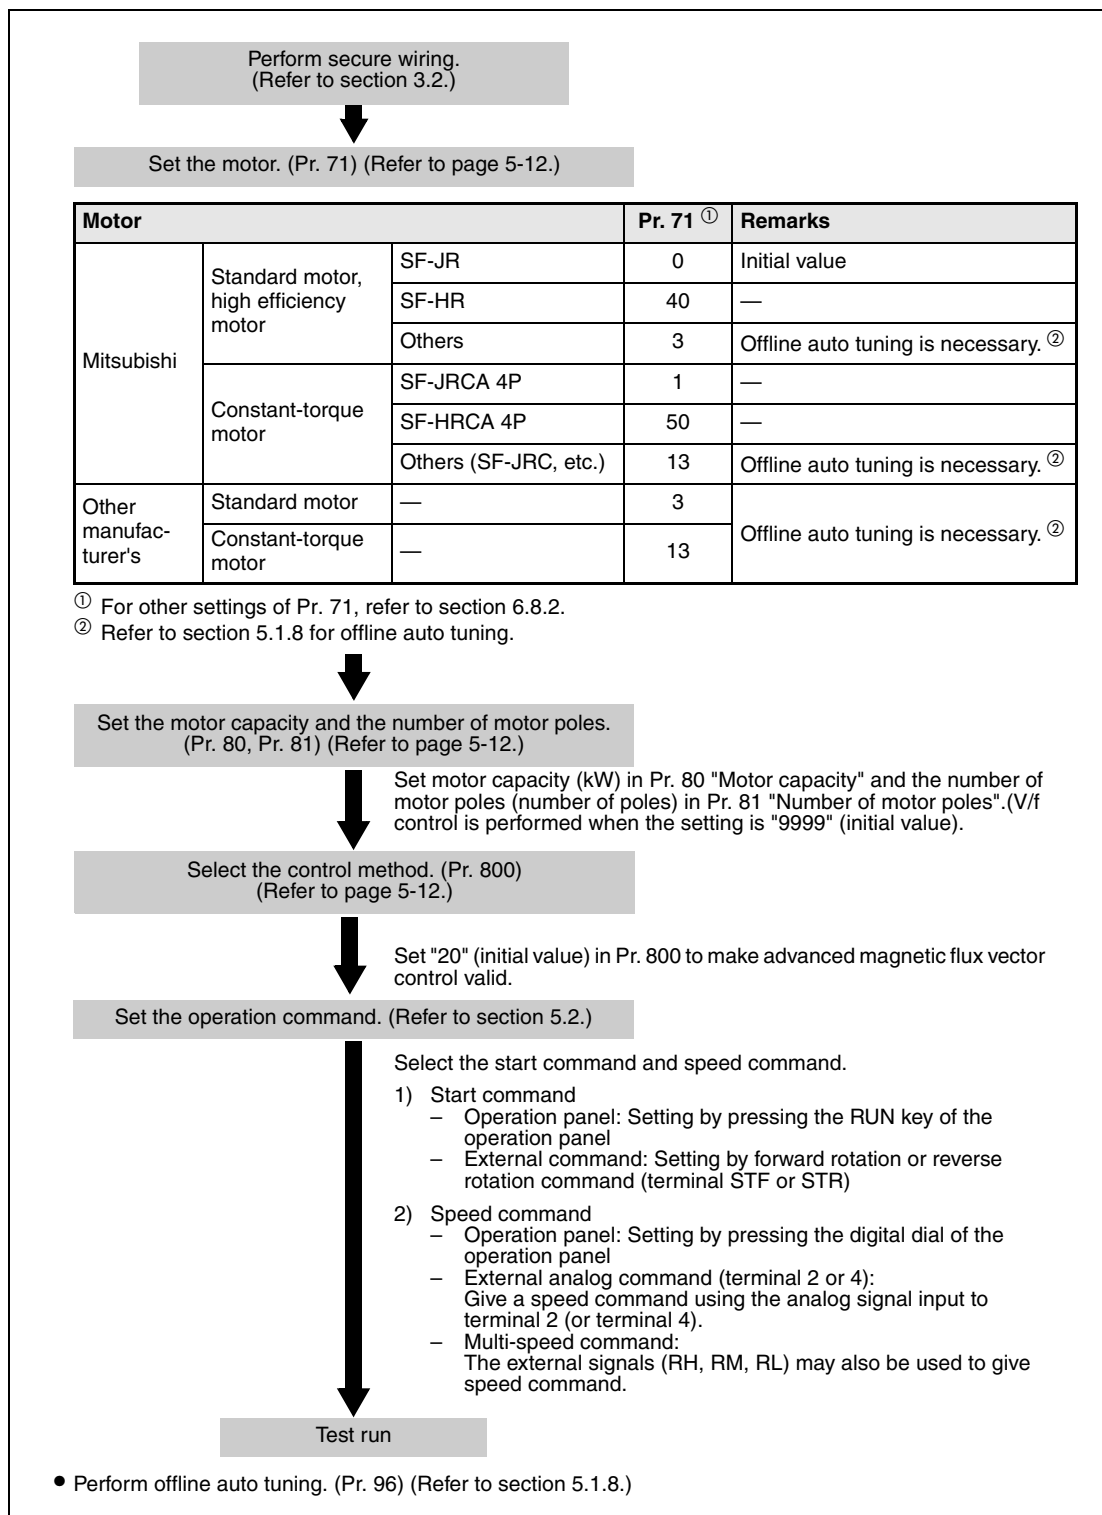 Perform secure wiring.
(Refer to section 3.2.)
Set the motor. (Pr. 71) (Refer to page 5-12.)
Motor Pr. 71 ① Remarks
Mitsubishi
Standard motor,
high efficiency
motor
SF-JR 0 Initial value
SF-HR 40 —
Others 3 Offline auto tuning is necessary. ②
Constant-torque
motor
SF-JRCA 4P 1 —
SF-HRCA 4P 50 —
Others (SF-JRC, etc.) 13 Offline auto tuning is necessary. ②
Other
manufac-
turer's
Standard motor — 3
Constant-torque
motor
— 13
Offline auto tuning is necessary. ②
① For other settings of Pr. 71, refer to section 6.8.2.
② Refer to section 5.1.8 for offline auto tuning.
Set the motor capacity and the number of motor poles.
(Pr. 80, Pr. 81) (Refer to page 5-12.)
Set motor capacity (kW) in Pr. 80 "Motor capacity" and the number of
motor poles (number of poles) in Pr. 81 "Number of motor poles".(V/f
control is performed when the setting is "9999" (initial value).
Select the control method. (Pr. 800)
(Refer to page 5-12.)
Set "20" (initial value) in Pr. 800 to make advanced magnetic flux vector
control valid.
Set the operation command. (Refer to section 5.2.)
Select the start command and speed command.
1) Start command
– Operation panel: Setting by pressing the RUN key of the
operation panel
– External command: Setting by forward rotation or reverse
rotation command (terminal STF or STR)
2) Speed command
– Operation panel: Setting by pressing the digital dial of the
operation panel
– External analog command (terminal 2 or 4):
Give a speed command using the analog signal input to
terminal 2 (or terminal 4).
– Multi-speed command:
The external signals (RH, RM, RL) may also be used to give
speed command.
Test run
● Perform offline auto tuning. (Pr. 96) (Refer to section 5.1.8.)